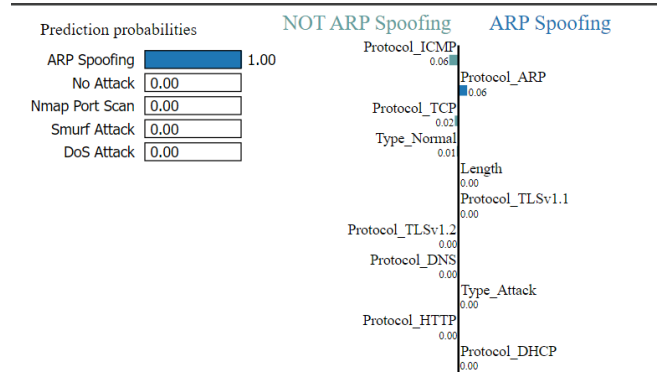 Prediction probabilities
ARP Spoofing 1.00
No Attack 0.00
Nmap Port Scan 0.00
Smurf Attack 0.00
DoS Attack 0.00
NOT ARP Spoofing ARP Spoofing
Protocol_ICMP
0.06
Protocol_ARP
0.06
Protocol_TCP
0.02
Type_Normal
0.01
Length
0.00
Protocol_TLSv1.1
0.00
Protocol_TLSv1.2
0.00
Protocol_DNS
0.00
Type_Attack
0.00
Protocol_HTTP
0.00
Protocol_DHCP
0.00